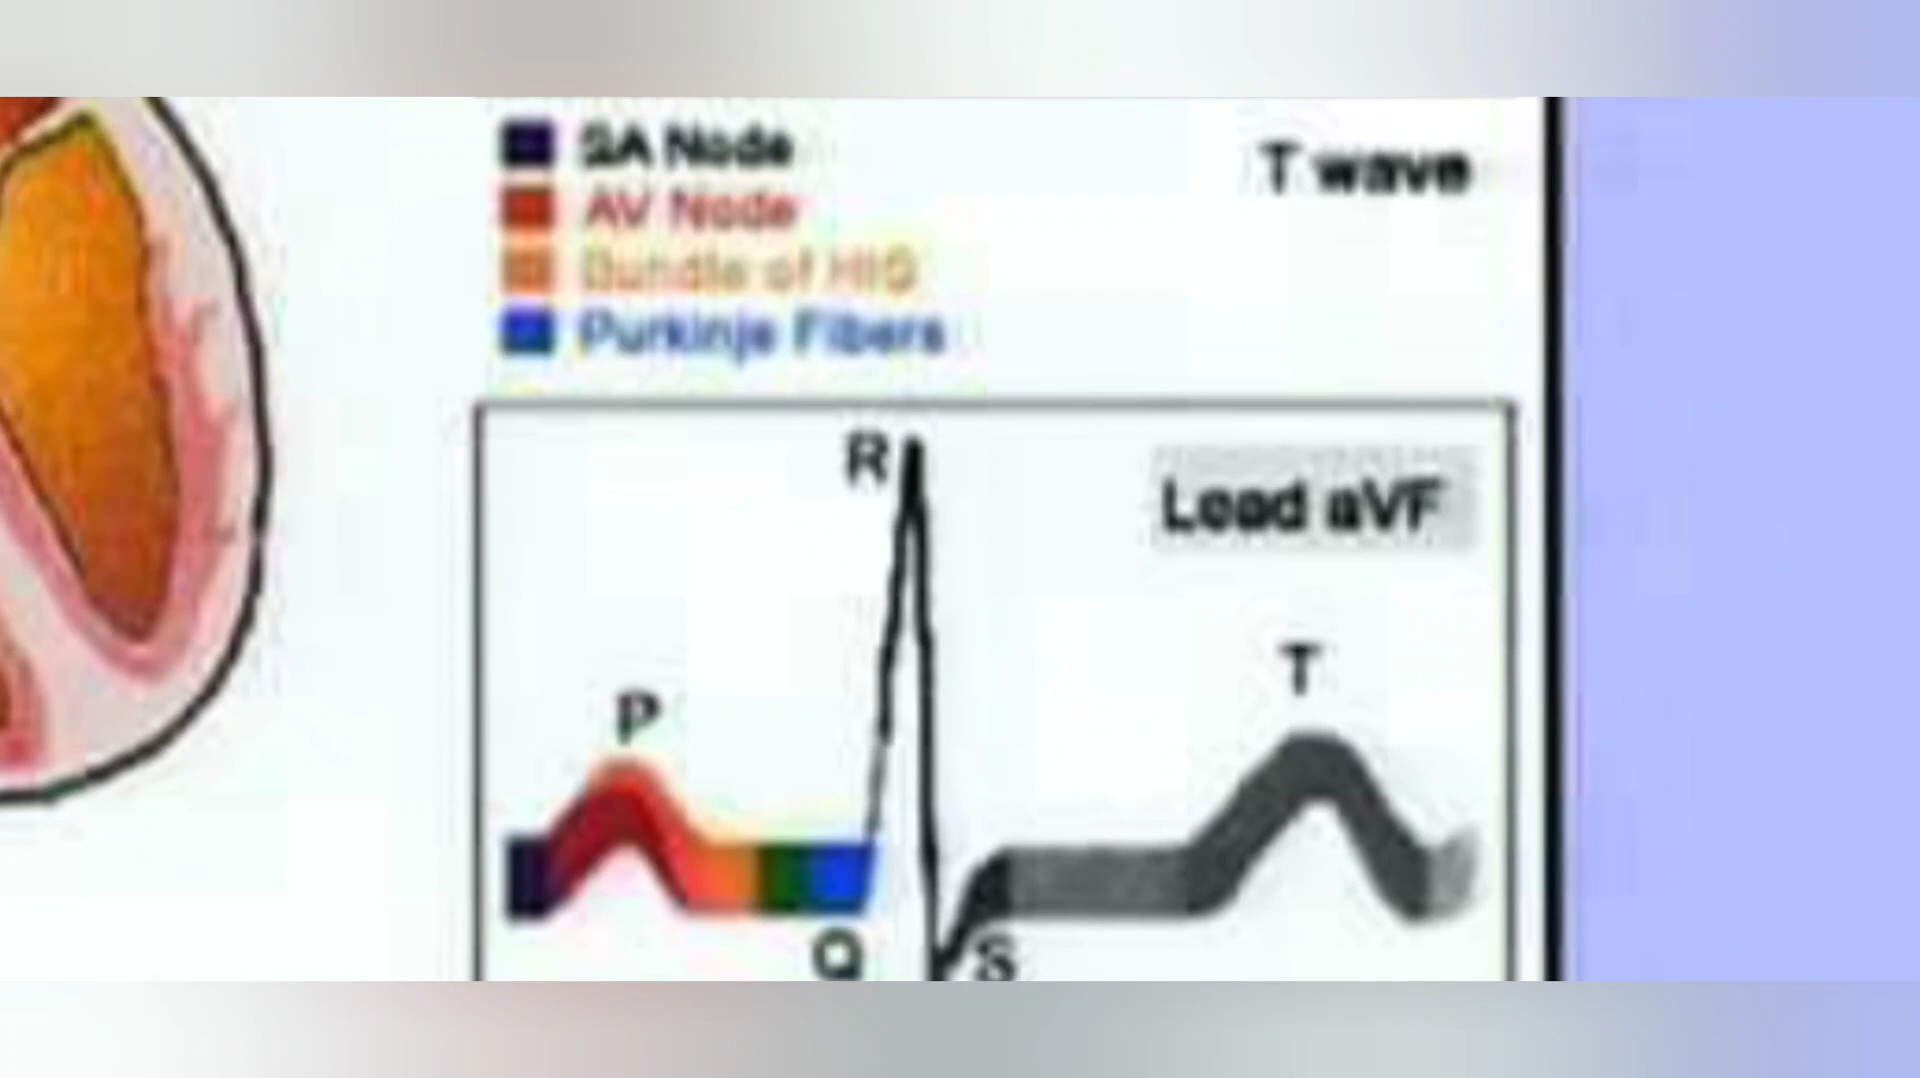 SA Node
T wave
AV Node
Bundle of HIS
Purkinje Fibers
R
Lead aVF
T
P
Q
S